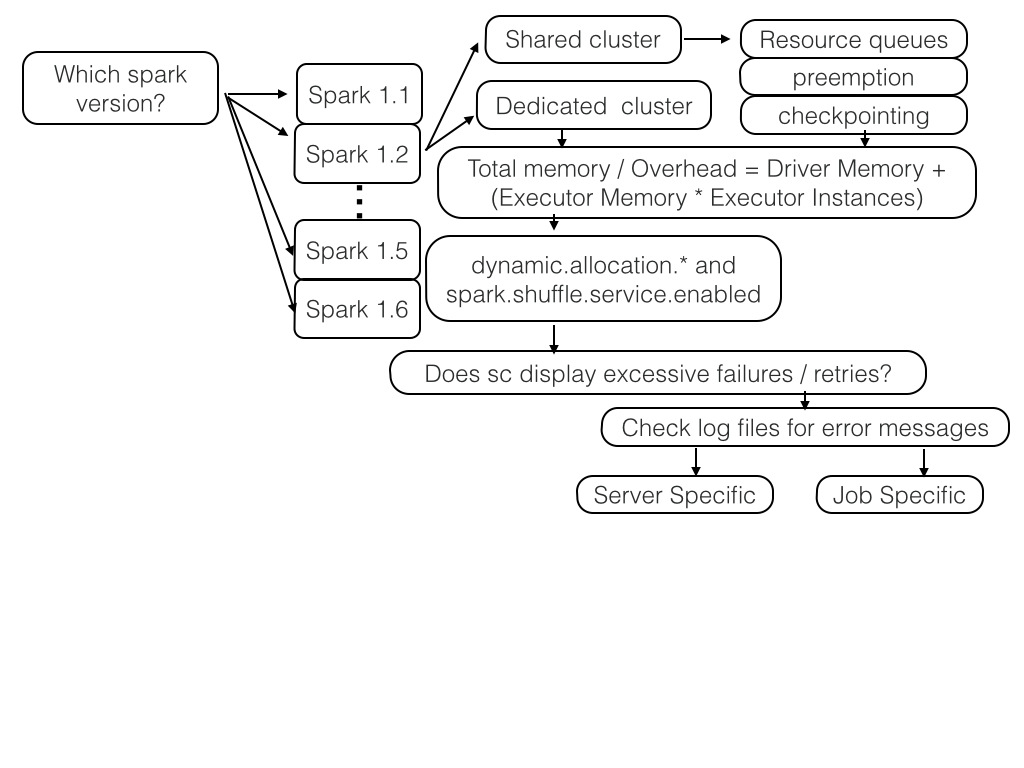 Which spark
version?
Spark 1.1
Spark 1.2
Spark 1.5
Spark 1.6
Shared cluster
Dedicated cluster
Resource queues
preemption
checkpointing
Total memory / Overhead = Driver Memory +
(Executor Memory * Executor Instances)
dynamic.allocation.* and
spark.shuffle.service.enabled
Does sc display excessive failures / retries?
Check log files for error messages
Server Specific
Job Specific